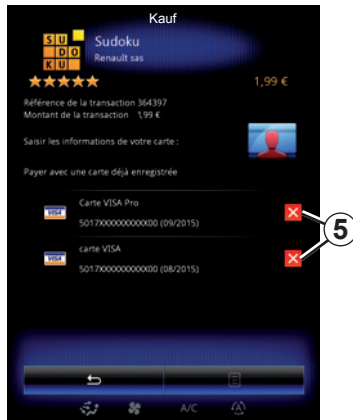 Kauf
SU
DO
KU
Sudoku
Renault sas
1,99 €
Référence de la transaction 364397
Montant de la transaction 1,99 €
Saisir les informations de votre carte :
Payer avec une carte déjà enregistrée
Carte VISA Pro
VISA
5017XXXXXXXXXX00 (09/2015)
carte VISA
VISA
5017XXXXXXXXXX00 (08/2015)
5
A/C
A